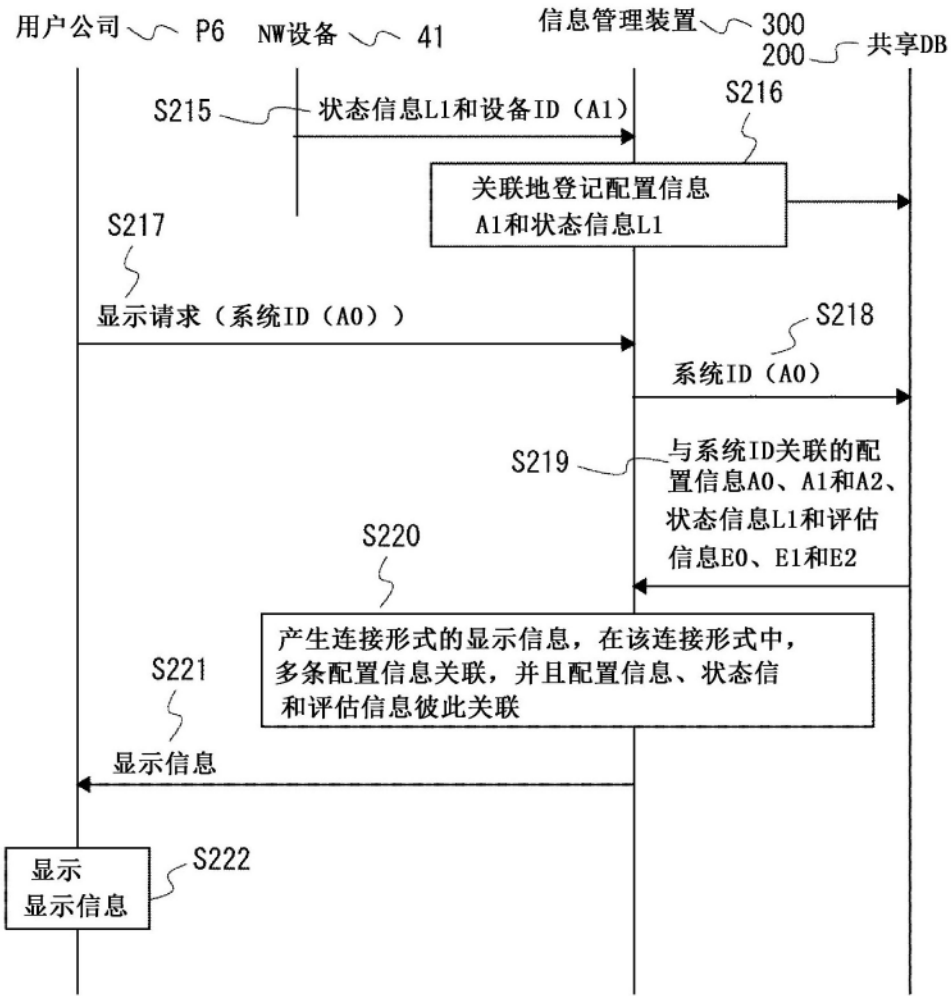 用户公司 P6
NW设备 41
信息管理装置 300
200 共享DB
S215
状态信息L1和设备ID（A1）
S216
关联地登记配置信息
A1和状态信息L1
S217
显示请求（系统ID（A0））
S218
系统ID（A0）
S219
与系统ID关联的配
置信息A0、A1和A2、
状态信息L1和评估
信息E0、E1和E2
S220
产生连接形式的显示信息，在该连接形式中，
多条配置信息关联，并且配置信息、状态信
和评估信息彼此关联
S221
显示信息
S222
显示
显示信息